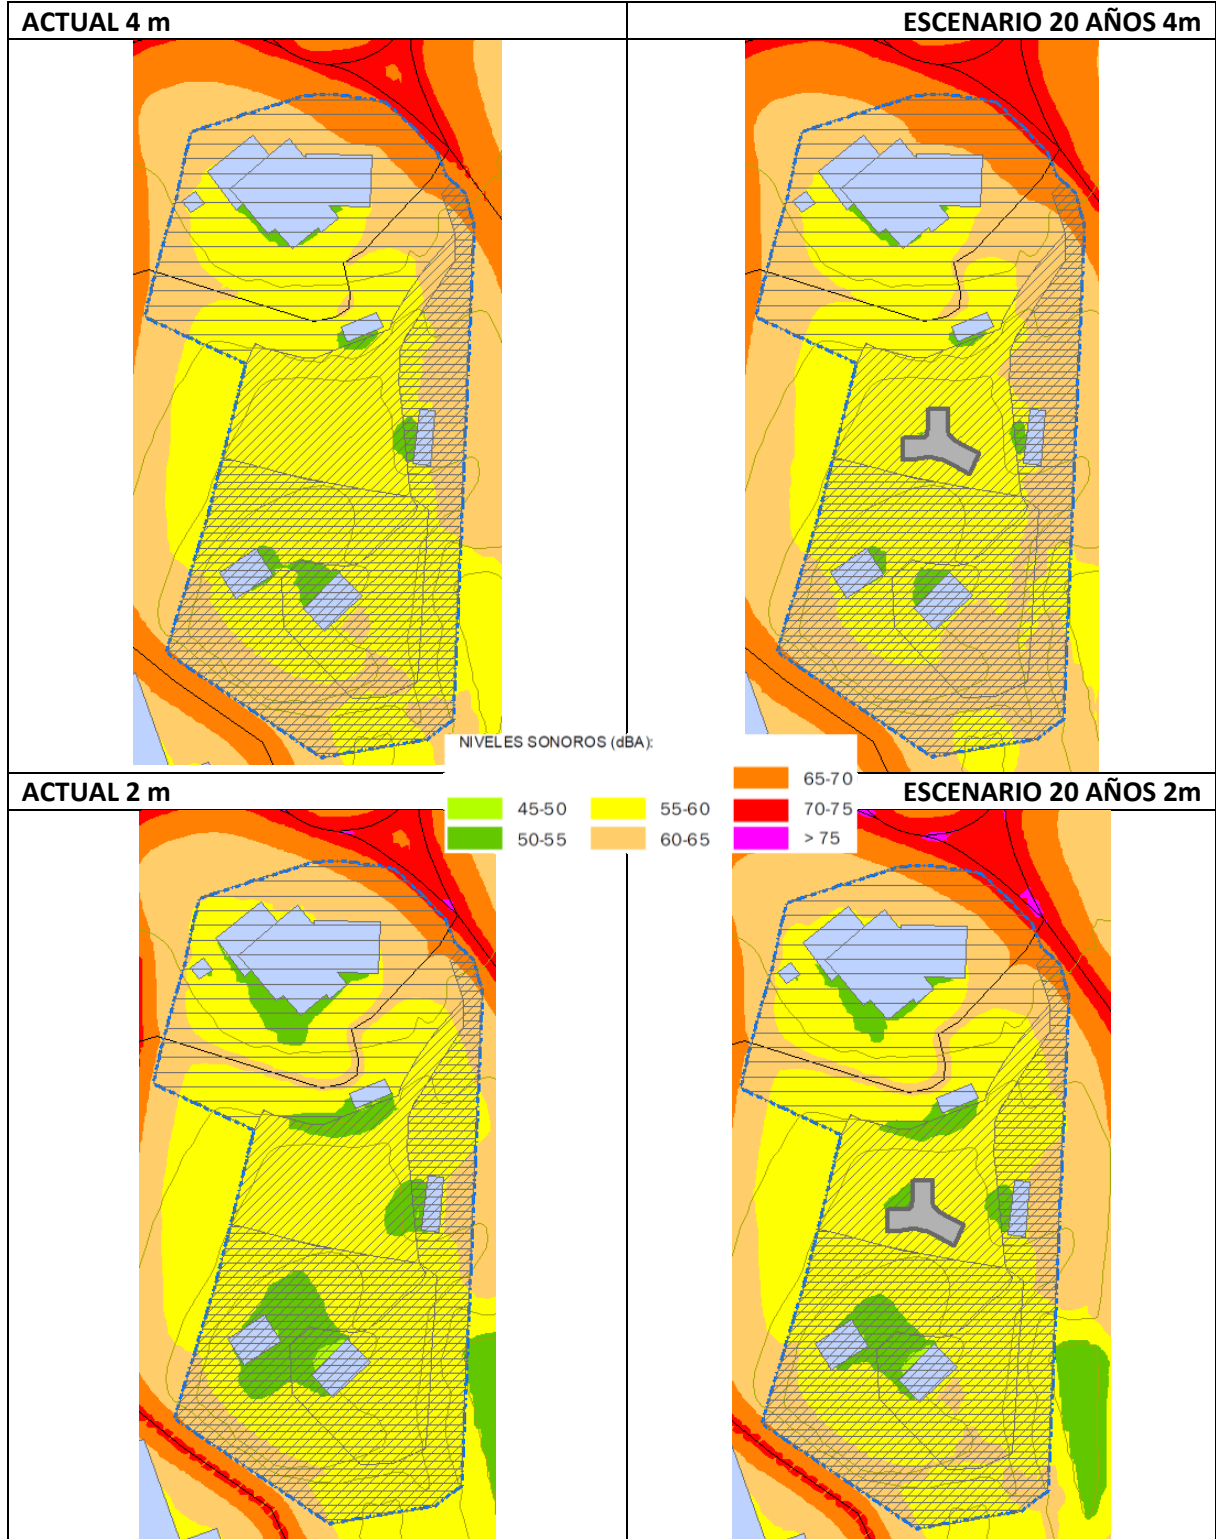 ACTUAL 4 m
ESCENARIO 20 AÑOS 4m
NIVELES SONOROS (dBA):
45-50
50-55
55-60
60-65
65-70
70-75
> 75
ACTUAL 2 m
ESCENARIO 20 AÑOS 2m